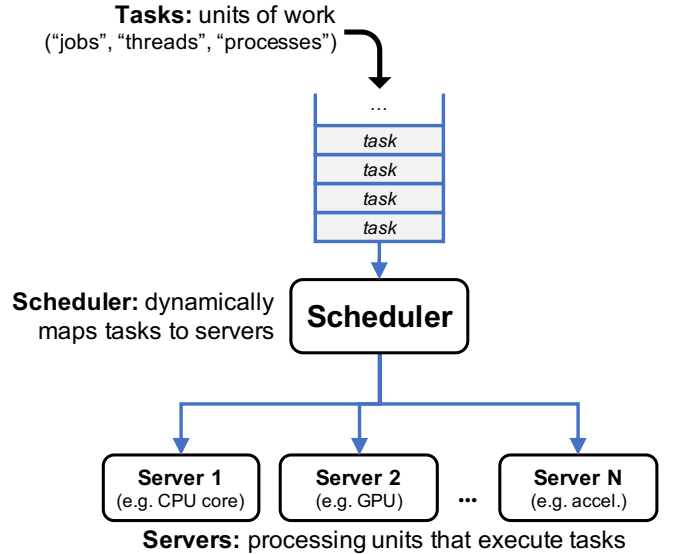 Tasks: units of work
(“jobs”, “threads”, “processes”)
...
task
task
task
task
Scheduler: dynamically
maps tasks to servers
Scheduler
Server 1
(e.g. CPU core)
Server 2
(e.g. GPU)
...
Server N
(e.g. accel.)
Servers: processing units that execute tasks